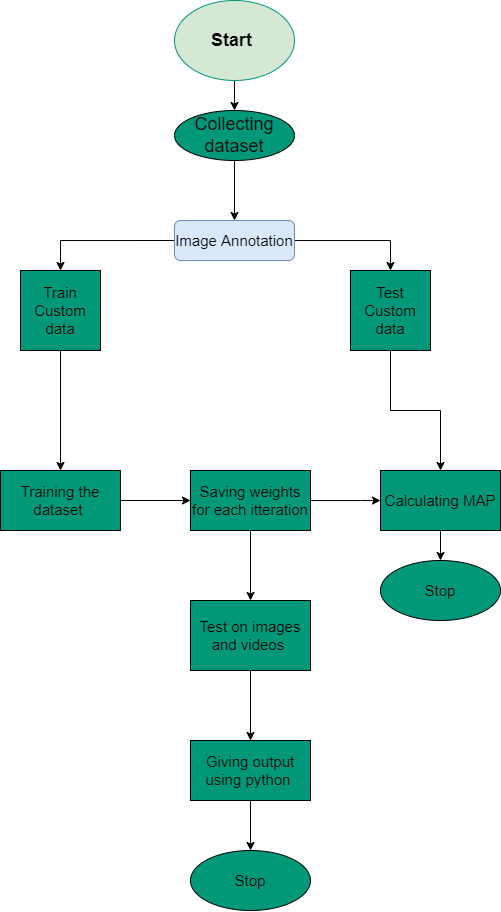 Start
Collecting
dataset
Image Annotation
Train
Custom
data
Test
Custom
data
Training the
dataset
Saving weights
for each itteration
Calculating MAP
Stop
Test on images
and videos
Giving output
using python
Stop